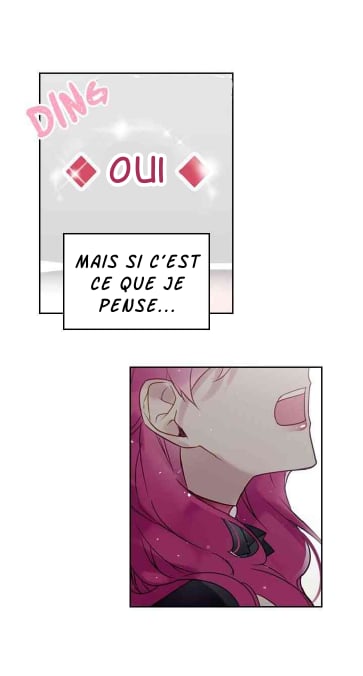 DING
OUI
MAIS SI C'EST
CE QUE JE
PENSE...